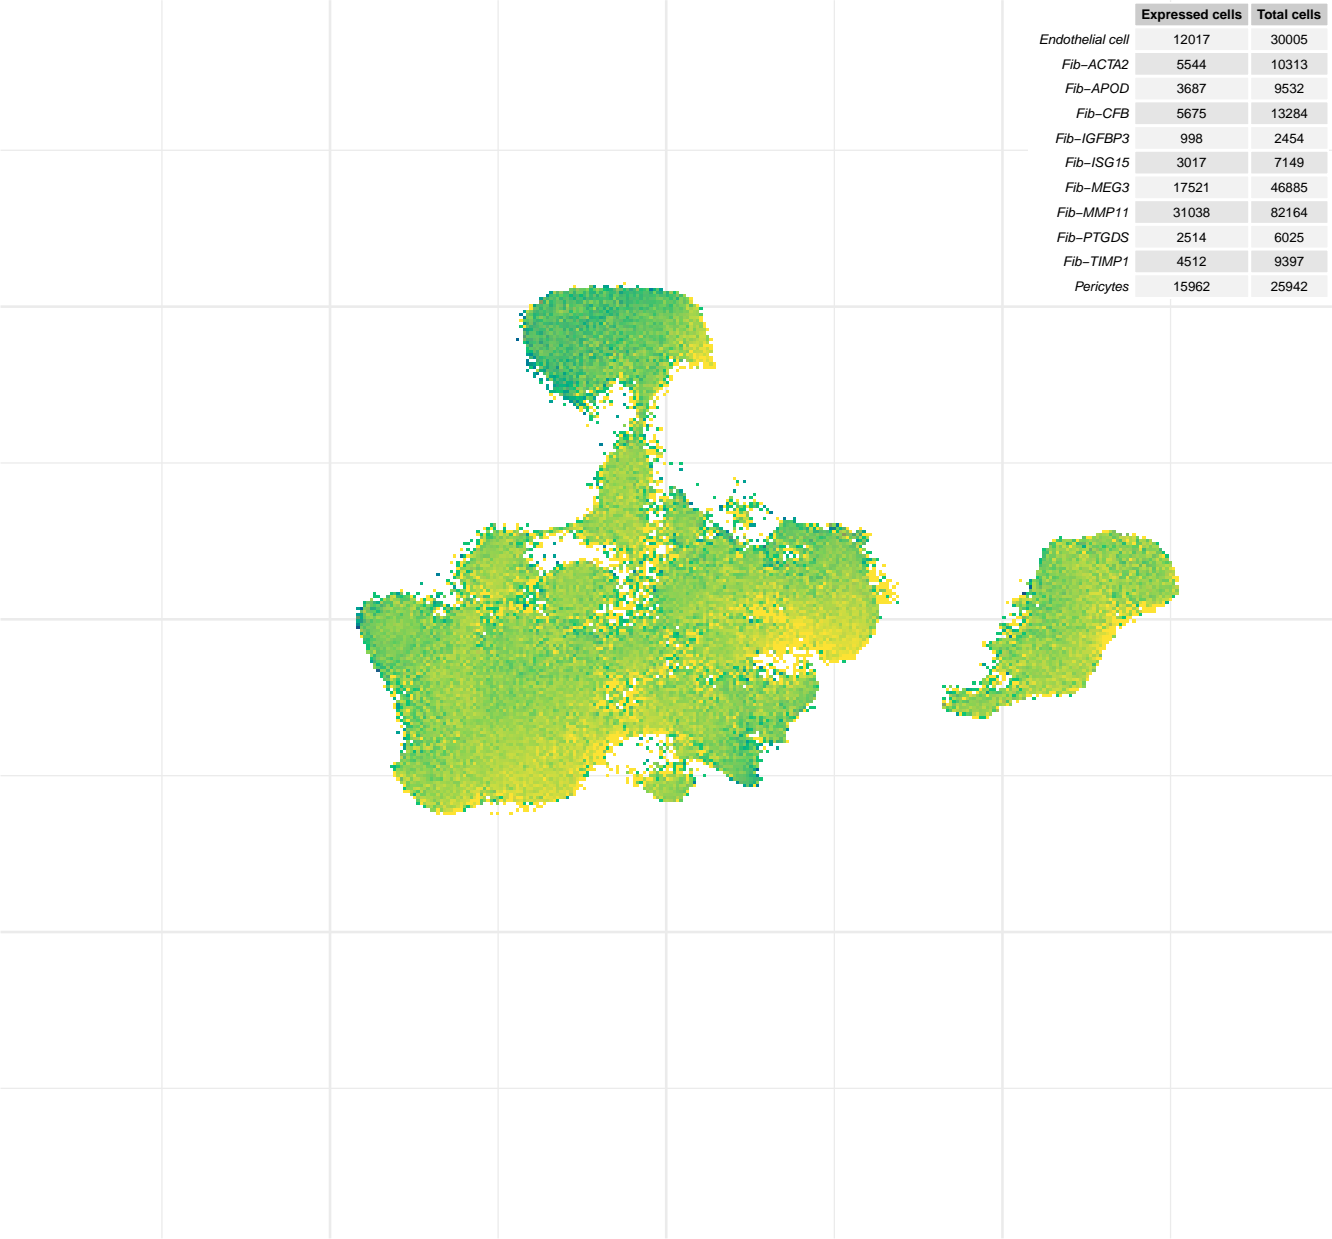 Expressed cells Total cells
Endothelial cell 12017 30005
Fib−ACTA2 5544 10313
Fib−APOD 3687 9532
Fib−CFB 5675 13284
Fib−IGFBP3 998 2454
Fib−ISG15 3017 7149
Fib−MEG3 17521 46885
Fib−MMP11 31038 82164
Fib−PTGDS 2514 6025
Fib−TIMP1 4512 9397
Pericytes 15962 25942